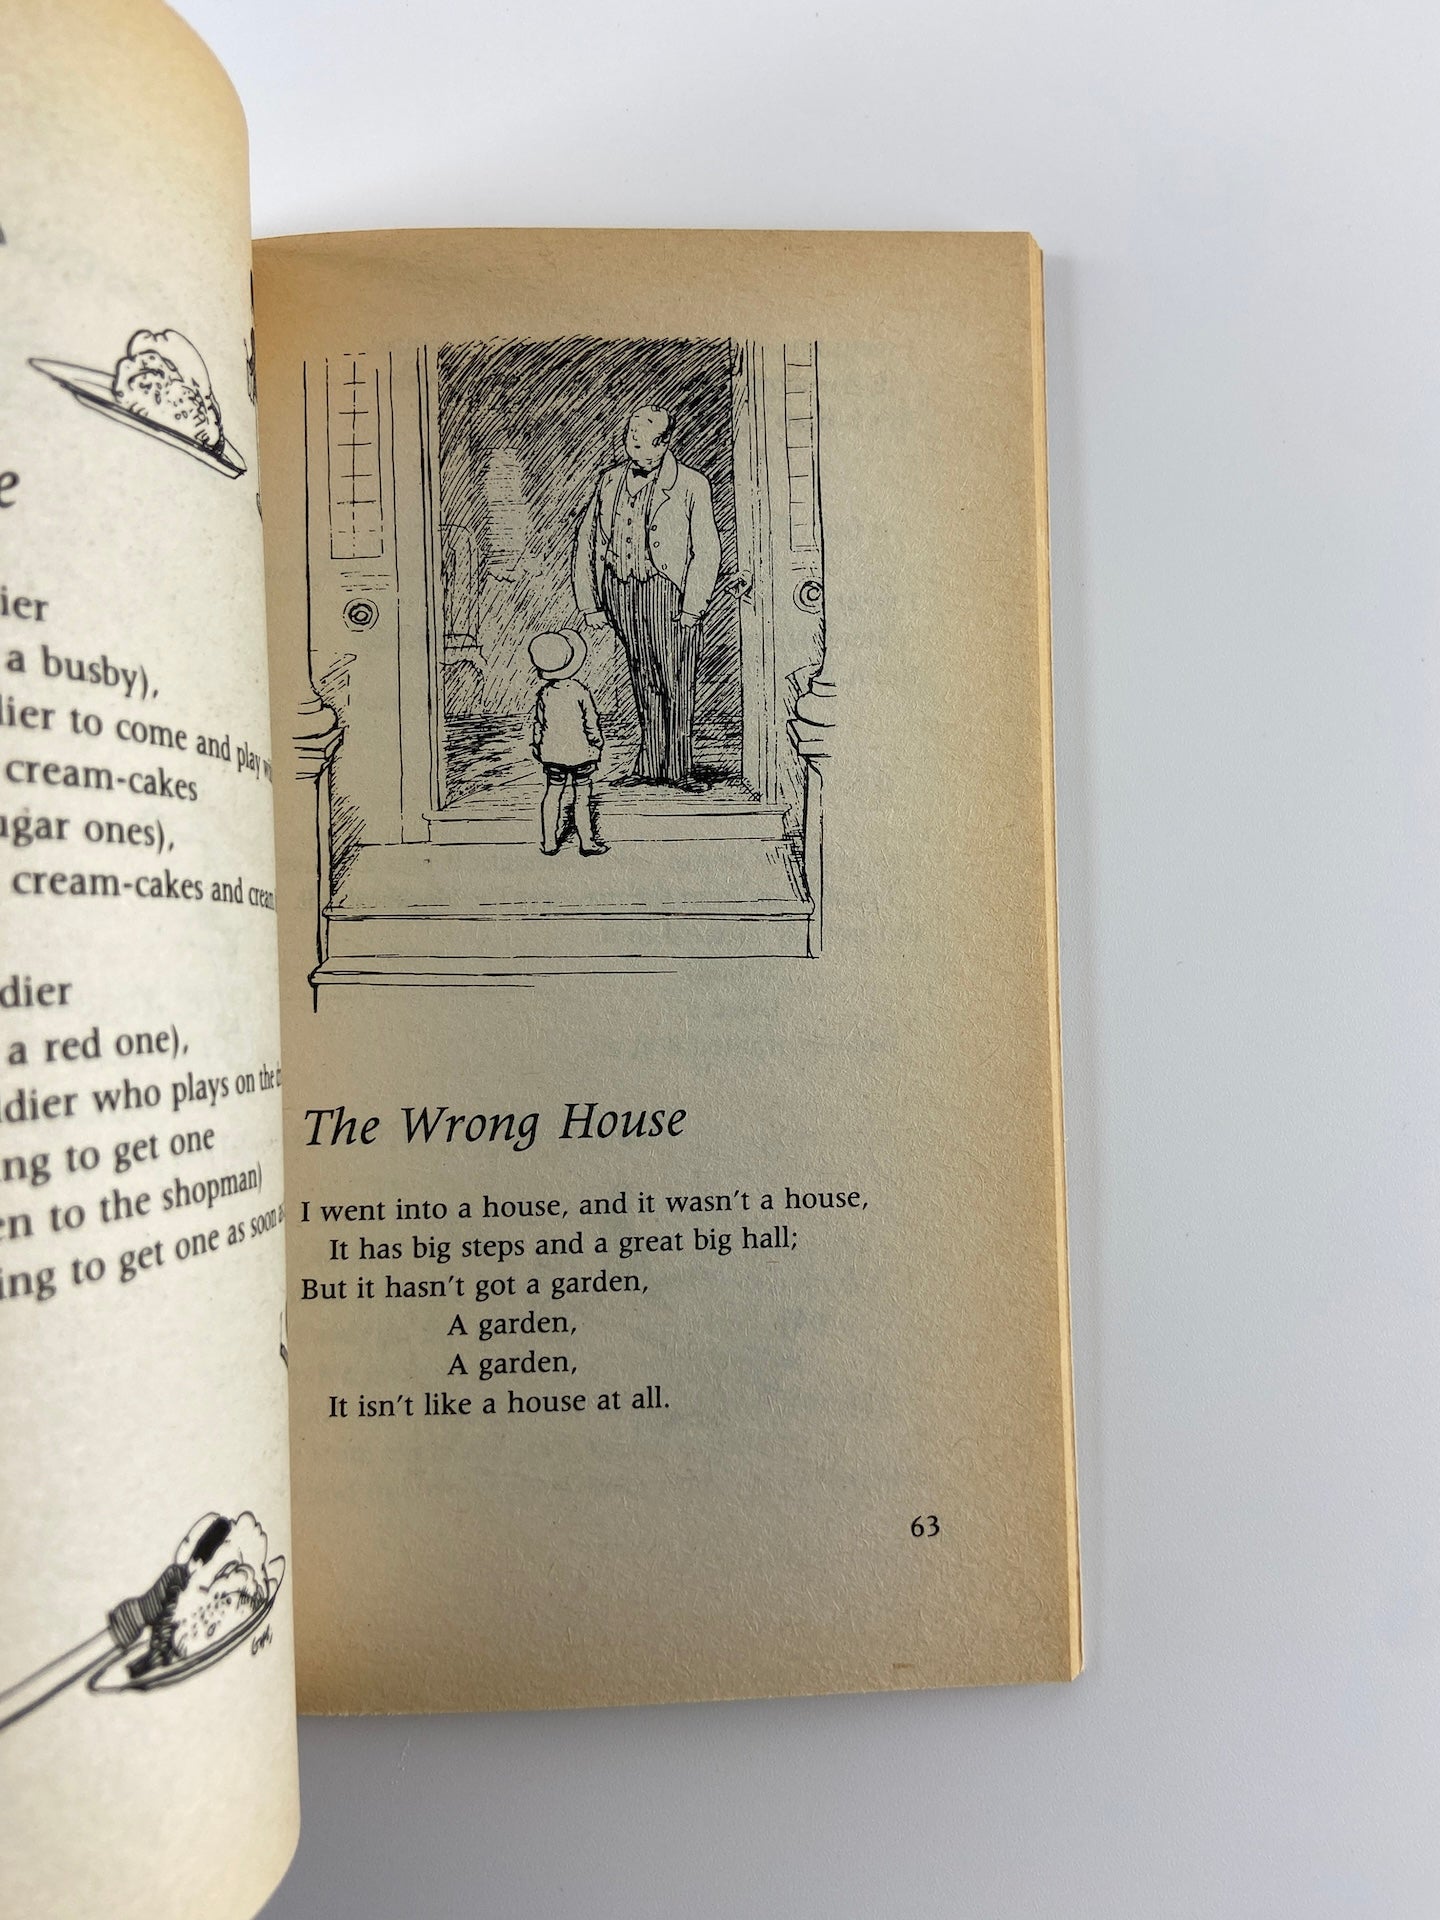 ier
a busby),
lier to come and play
cream-cakes
ugar ones),
cream-cakes and cream
dier
a red one),
ldier who plays on the
ng to get one
en to the shopman)
ing to get one as soon
The Wrong House
I went into a house, and it wasn't a house,
It has big steps and a great big hall;
But it hasn't got a garden,
A garden,
A garden,
It isn't like a house at all.
63